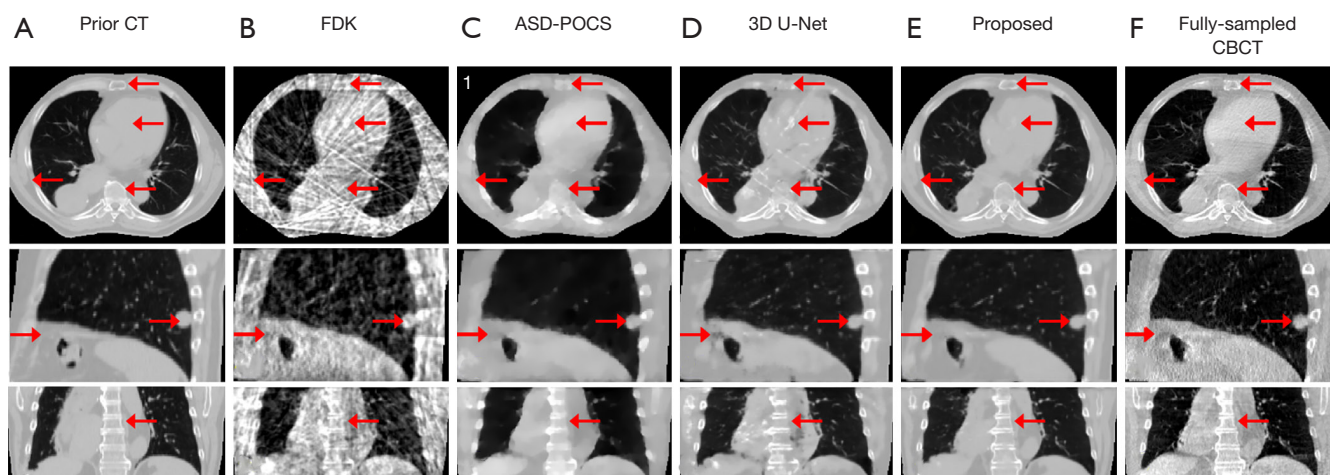 A Prior CT
B FDK
C ASD-POCS
D 3D U-Net
E Proposed
F Fully-sampled
CBCT
1